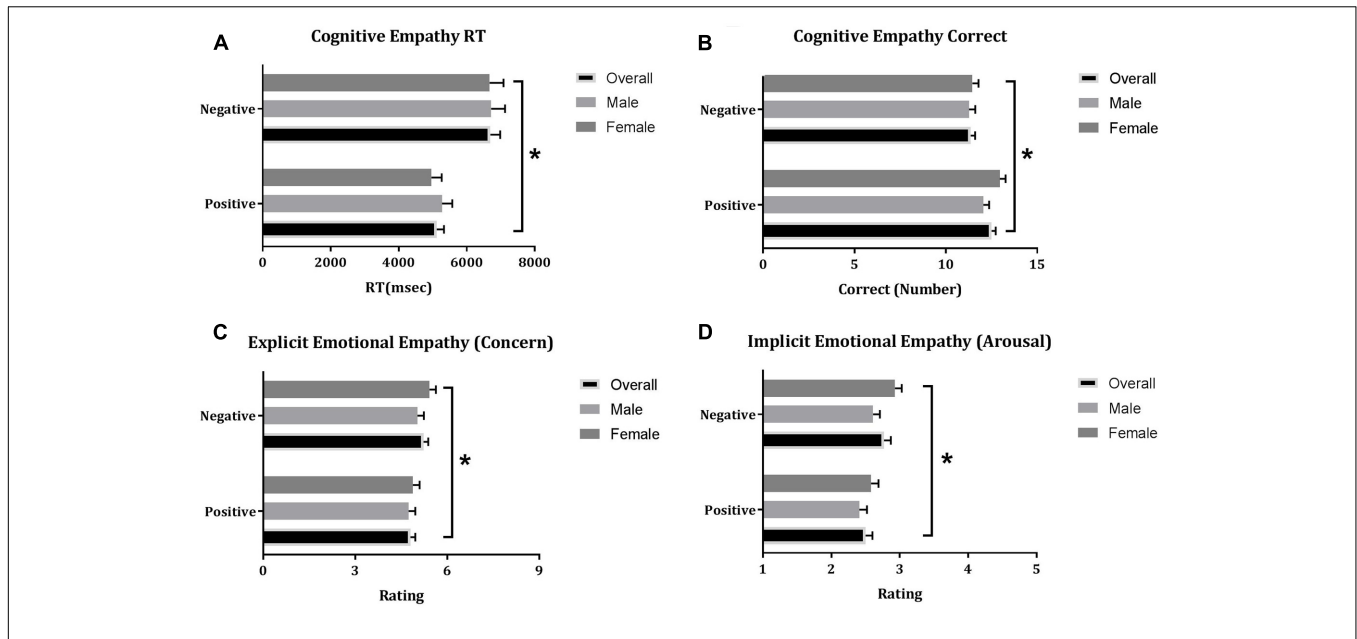 A
Cognitive Empathy RT
Negative
Positive
*
Overall
Male
Female
0 2000 4000 6000 8000
RT(msec)
B
Cognitive Empathy Correct
Negative
Positive
*
Overall
Male
Female
0 5 10 15
Correct (Number)
C
Explicit Emotional Empathy (Concern)
Negative
Positive
*
Overall
Male
Female
0 3 6 9
Rating
D
Implicit Emotional Empathy (Arousal)
Negative
Positive
*
Overall
Male
Female
1 2 3 4 5
Rating